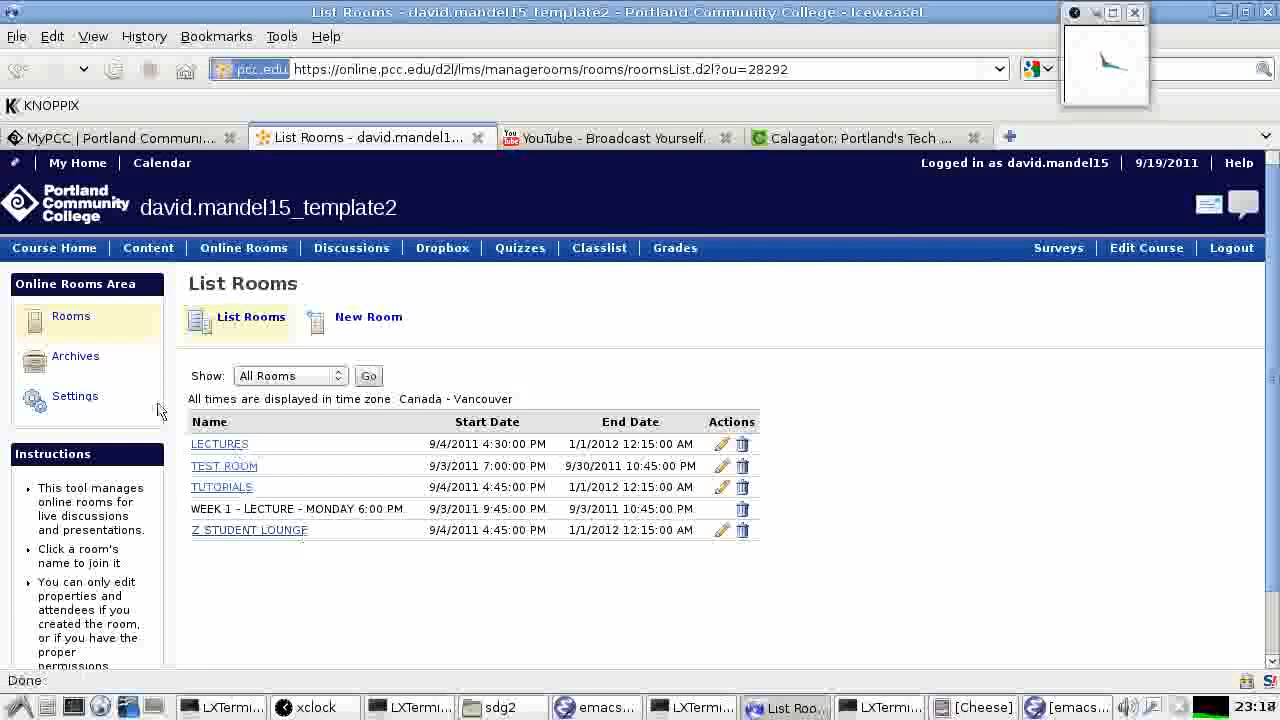 List Rooms - david.mandel15_template2 - Portland Community College - Iceweasel
File Edit View History Bookmarks Tools Help
pcc.edu https://online.pcc.edu/d2l/lms/managerooms/rooms/roomsList.d2l?ou=28292
KNOPPIX
MyPCC | Portland Communi... List Rooms - david.mandel1... You Tube YouTube - Broadcast Yourself. Calagator: Portland's Tech ...
My Home Calendar Logged in as david.mandel15 9/19/2011 Help
Portland Community College
david.mandel15_template2
Course Home Content Online Rooms Discussions Dropbox Quizzes Classlist Grades Surveys Edit Course Logout
Online Rooms Area
Rooms
Archives
Settings
Instructions
This tool manages
online rooms for
live discussions
and presentations.
Click a room's
name to join it
You can only edit
properties and
attendees if you
created the room,
or if you have the
proper
permissions
List Rooms
List Rooms New Room
Show: All Rooms Go
All times are displayed in time zone: Canada - Vancouver
Name Start Date End Date Actions
LECTURES 9/4/2011 4:30:00 PM 1/1/2012 12:15:00 AM
TEST ROOM 9/3/2011 7:00:00 PM 9/30/2011 10:45:00 PM
TUTORIALS 9/4/2011 4:45:00 PM 1/1/2012 12:15:00 AM
WEEK 1 - LECTURE - MONDAY 6:00 PM 9/3/2011 9:45:00 PM 9/3/2011 10:45:00 PM
Z STUDENT LOUNGE 9/4/2011 4:45:00 PM 1/1/2012 12:15:00 AM
Done
LXTermi... xclock LXTermi... sdg2 emacs... LXTermi... List Roo... LXTermi... [Cheese] [emacs... 23:18